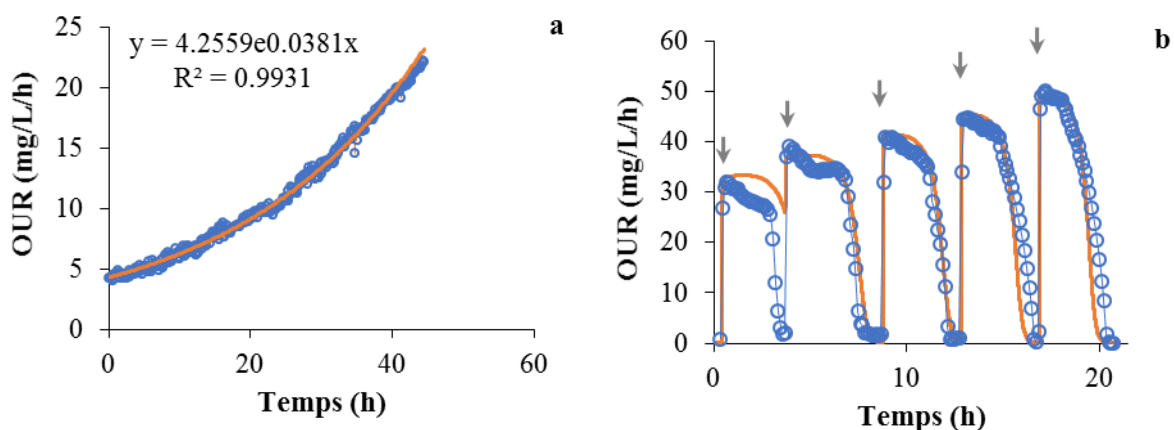 a
y = 4.2559e0.0381x
R² = 0.9931
OUR (mg/L/h)
25
20
15
10
5
0
0 20 40 60
Temps (h)
b
OUR (mg/L/h)
60
50
40
30
20
10
0
0 10 20
Temps (h)